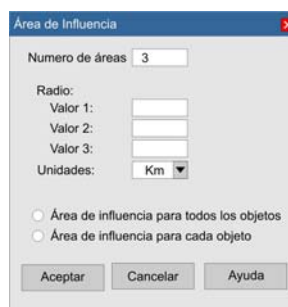 Área de Influencia
Numero de áreas 3
Radio:
Valor 1:
Valor 2:
Valor 3:
Unidades: Km
Área de influencia para todos los objetos
Área de influencia para cada objeto
Aceptar Cancelar Ayuda